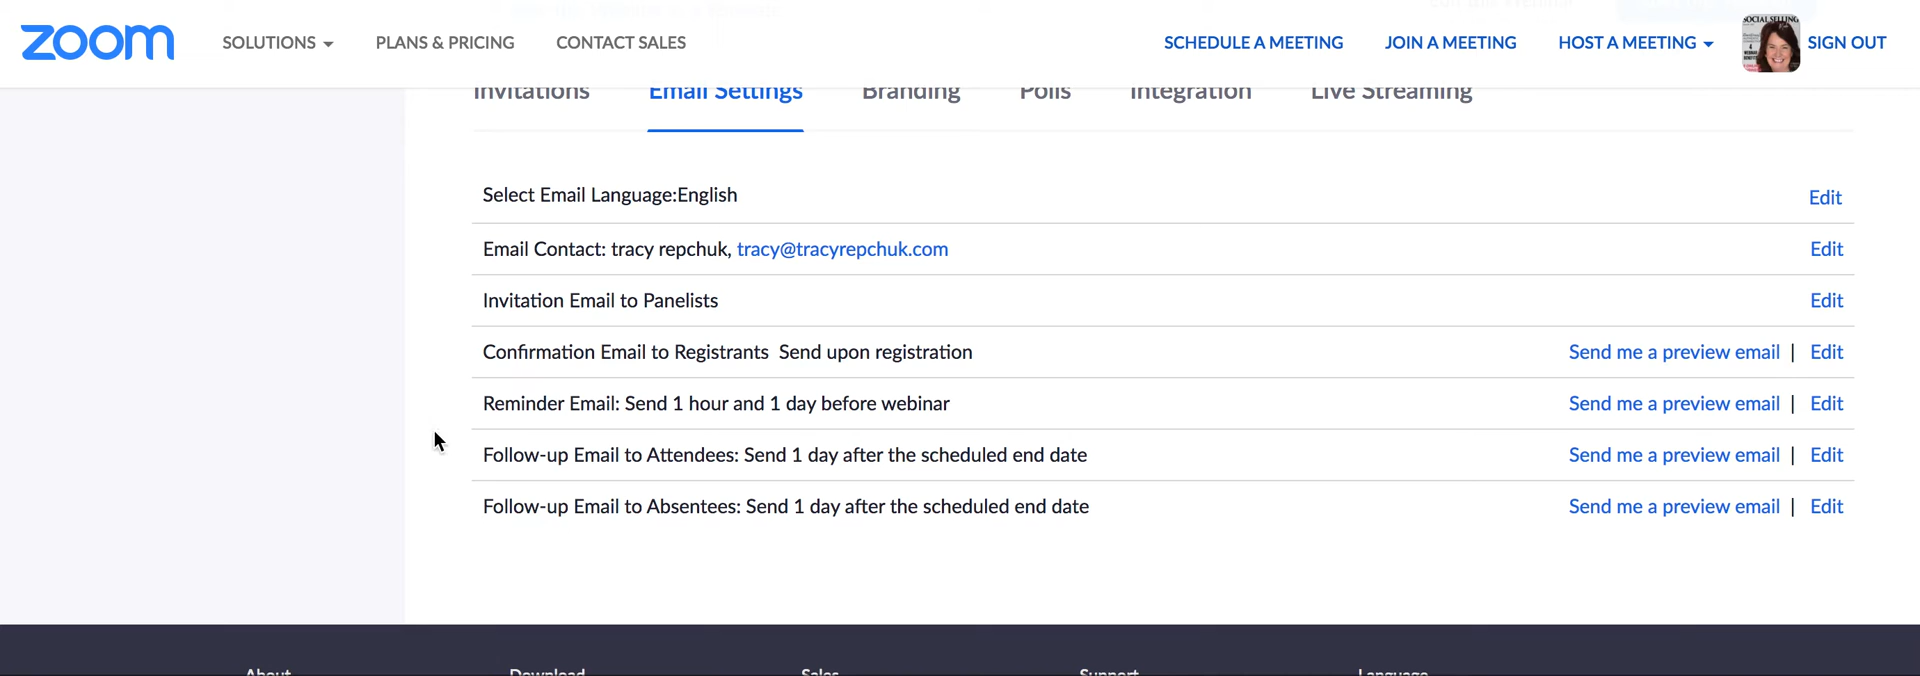 zoom
SOLUTIONS
PLANS & PRICING
CONTACT SALES
SCHEDULE A MEETING
JOIN A MEETING
HOST A MEETING
SOCIAL SELLING
SIGN OUT
Invitations
Email Settings
Branding
Polls
Integration
Live Streaming
Select Email Language:English
Edit
Email Contact: tracy repchuk, tracy@tracyrepchuk.com
Edit
Invitation Email to Panelists
Edit
Confirmation Email to Registrants Send upon registration
Send me a preview email | Edit
Reminder Email: Send 1 hour and 1 day before webinar
Send me a preview email | Edit
Follow-up Email to Attendees: Send 1 day after the scheduled end date
Send me a preview email | Edit
Follow-up Email to Absentees: Send 1 day after the scheduled end date
Send me a preview email | Edit
About
Download
Sales
Support
Language